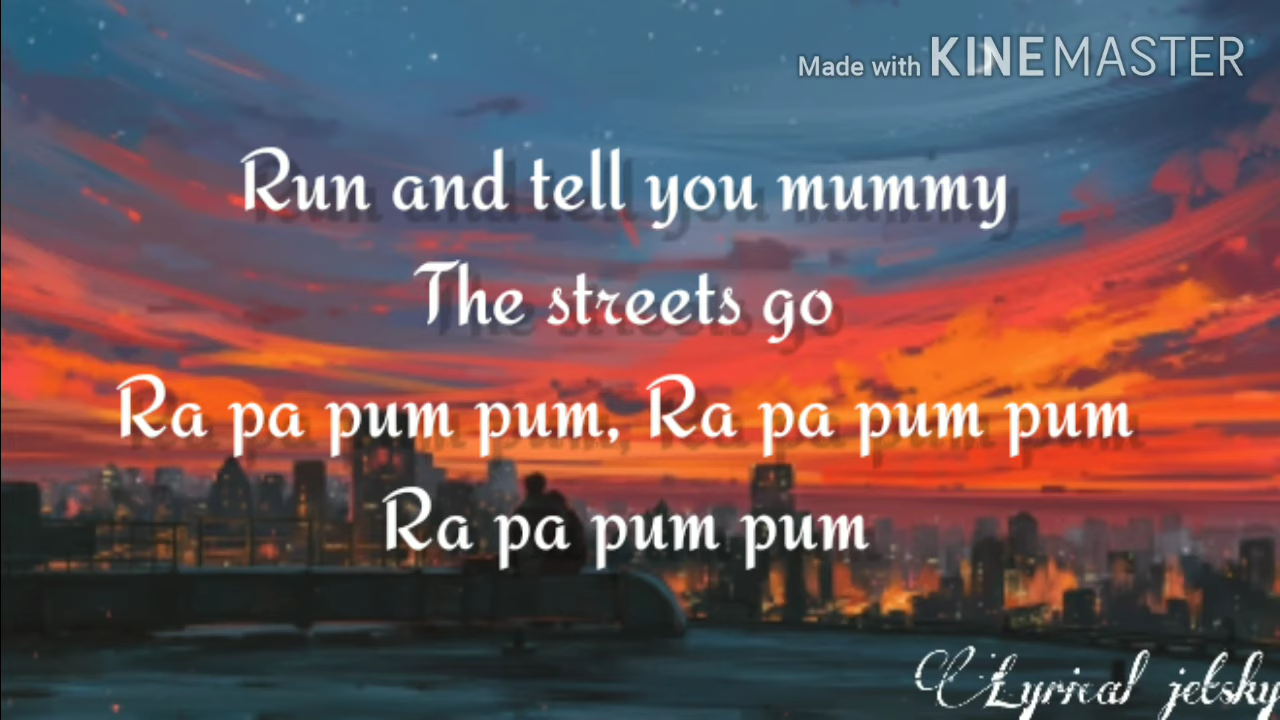 Made with KINEMASTER
Run and tell you mummy
The streets go
Ra pa pum pum, Ra pa pum pum
Ra pa pum pum
Lyrical jetsky